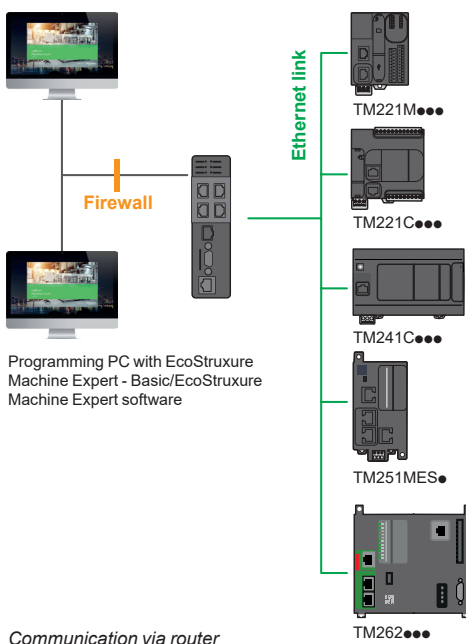 Ethernet link
TM221M●●●
Firewall
TM221C●●●
TM241C●●●
Programming PC with EcoStruxure
Machine Expert - Basic/EcoStruxure
Machine Expert software
TM251MES●
TM262●●●
Communication via router